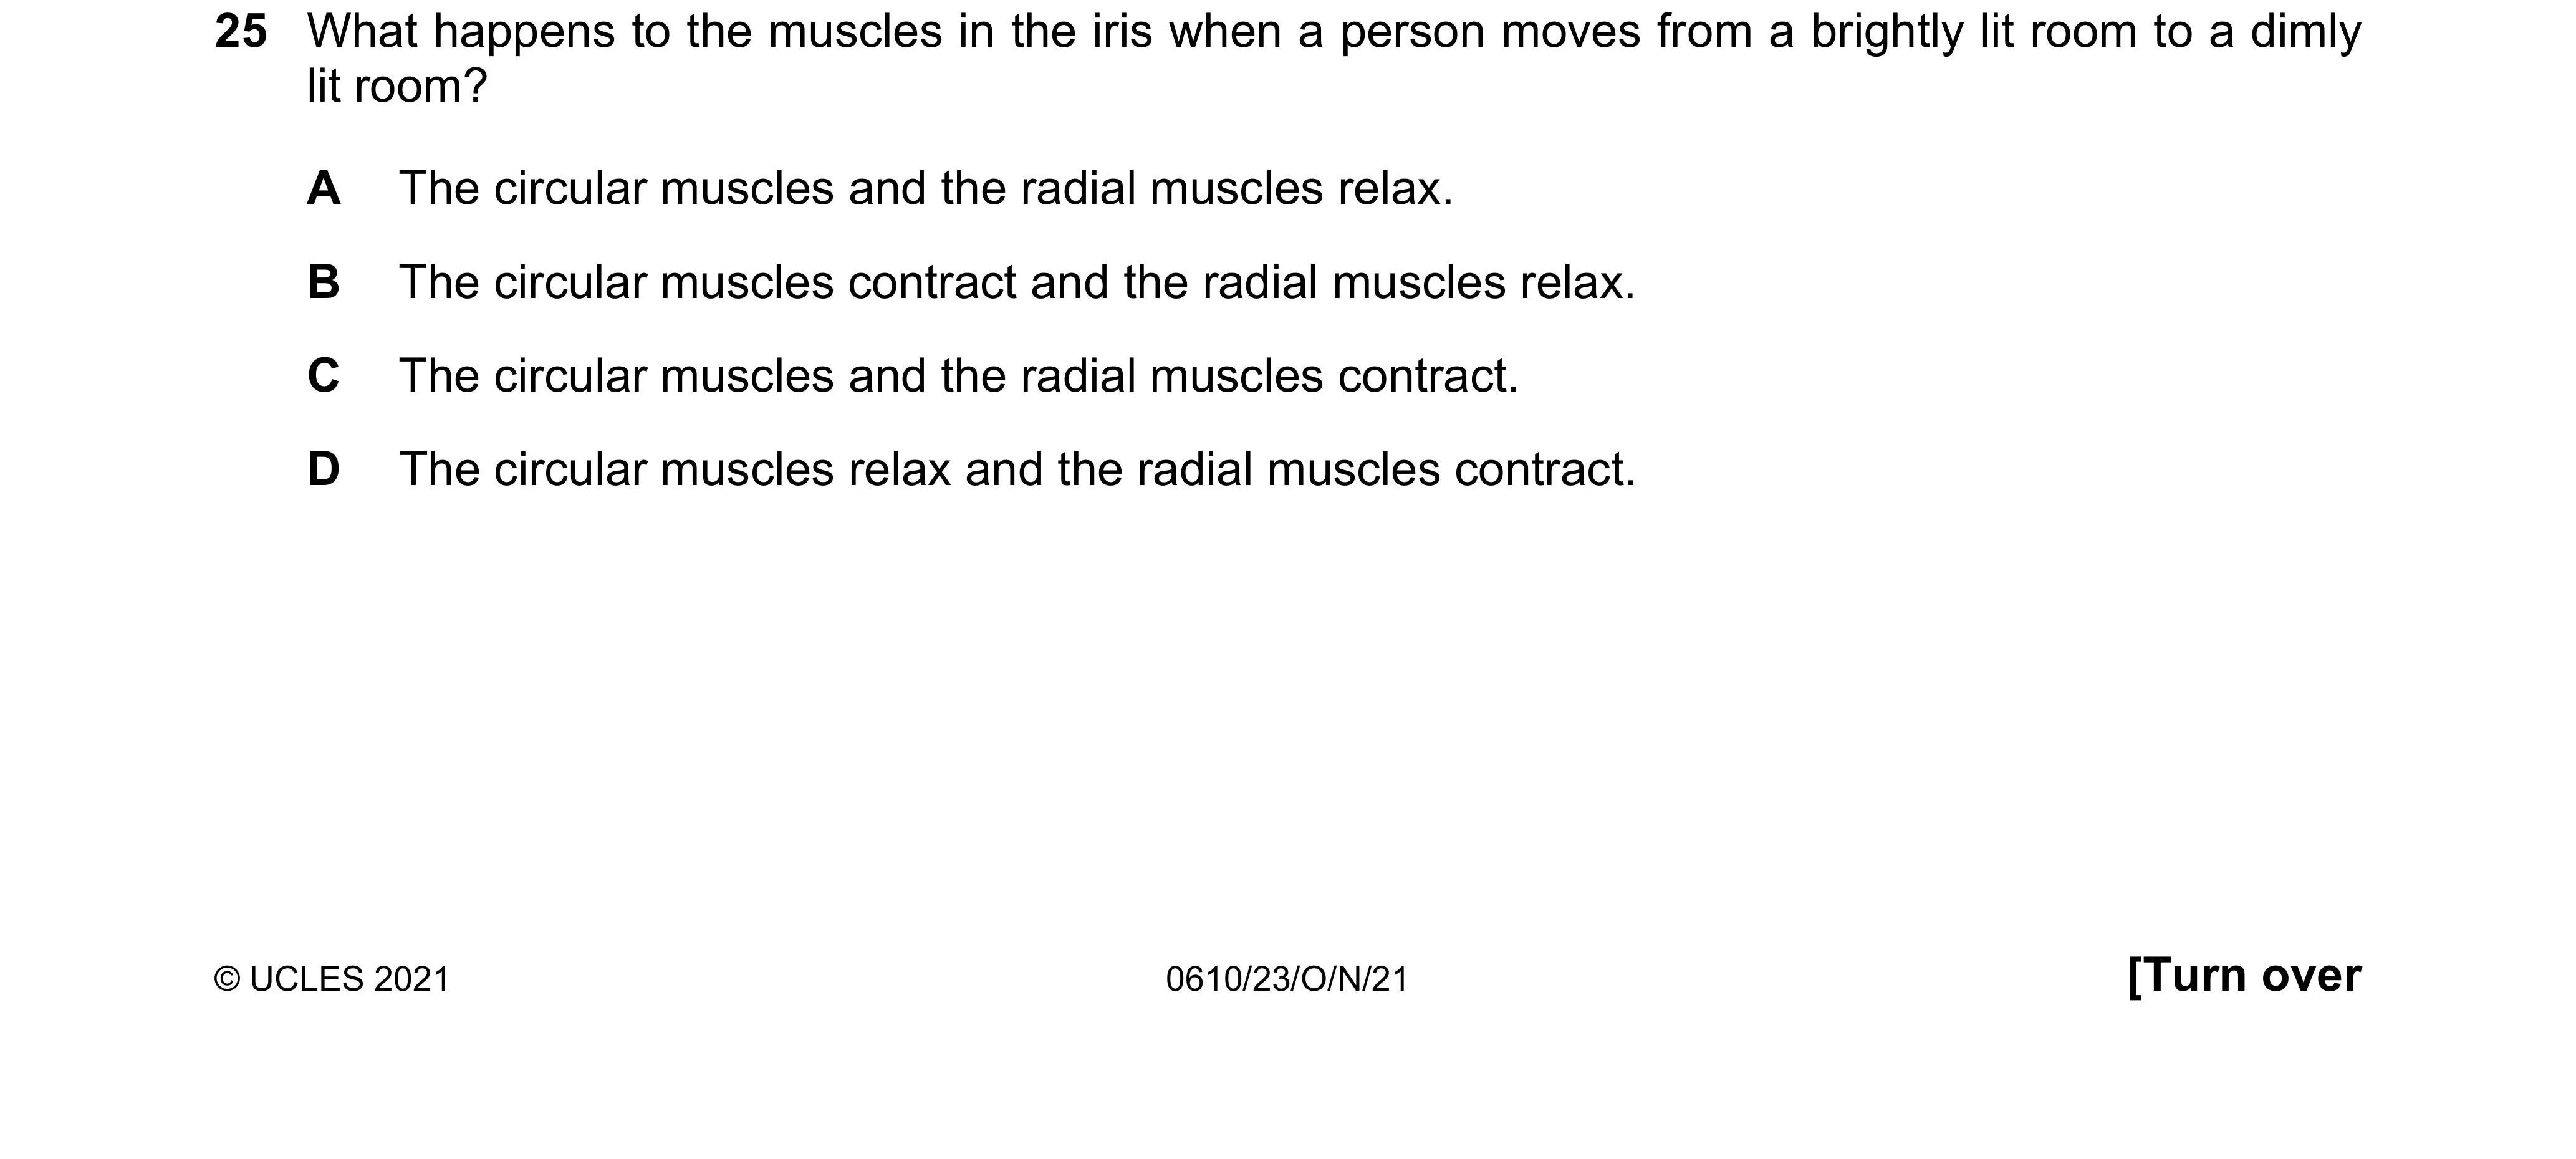 25 What happens to the muscles in the iris when a person moves from a brightly lit room to a dimly
lit room?
A The circular muscles and the radial muscles relax.
B The circular muscles contract and the radial muscles relax.
C The circular muscles and the radial muscles contract.
D The circular muscles relax and the radial muscles contract.
© UCLES 2021 0610/23/O/N/21 [Turn over